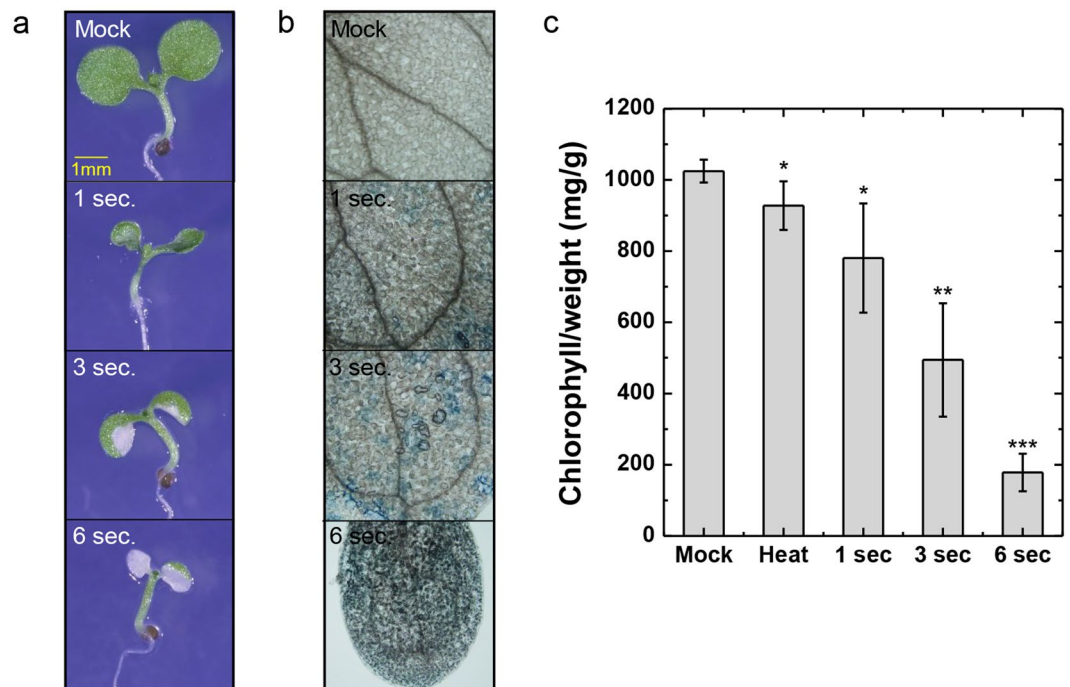 a
Mock
1mm
1 sec.
3 sec.
6 sec.
b
Mock
1 sec.
3 sec.
6 sec.
c
Chlorophyll/weight (mg/g)
1200
1000
800
600
400
200
0
*
*
**
***
Mock Heat 1 sec 3 sec 6 sec